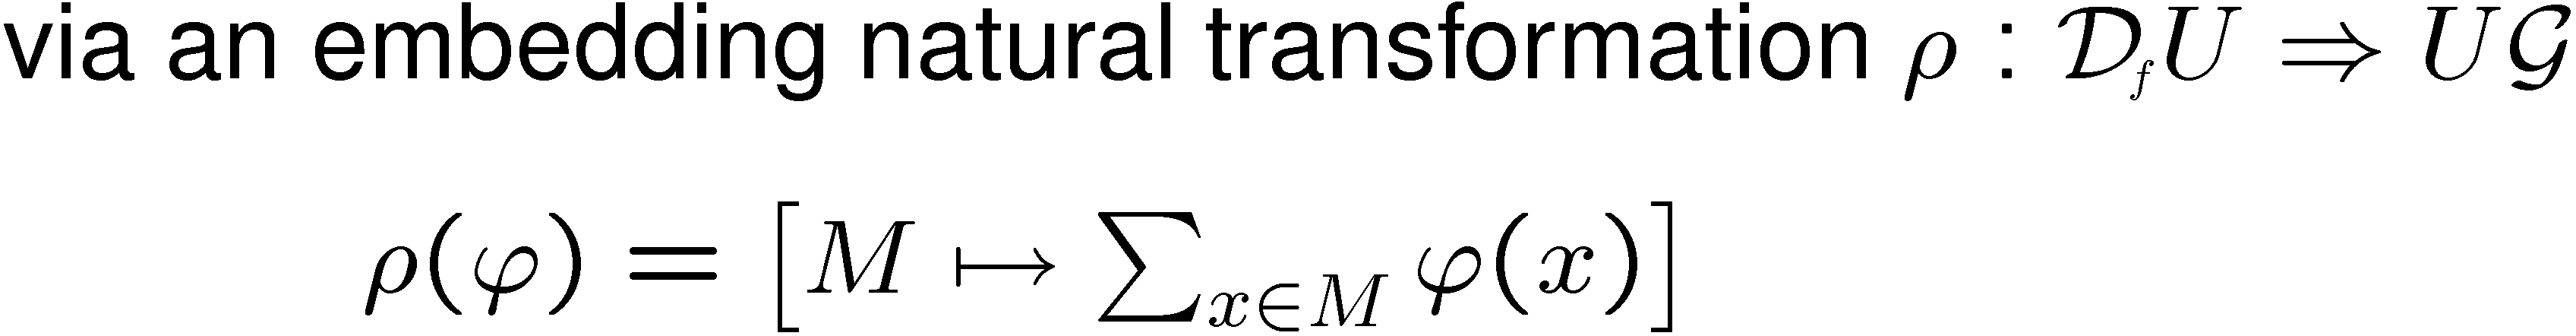 via an embedding natural transformation ρ : 𝒟_f U ⇒ U𝒢
ρ(φ) = [M ↦ ∑_{x∈M} φ(x)]